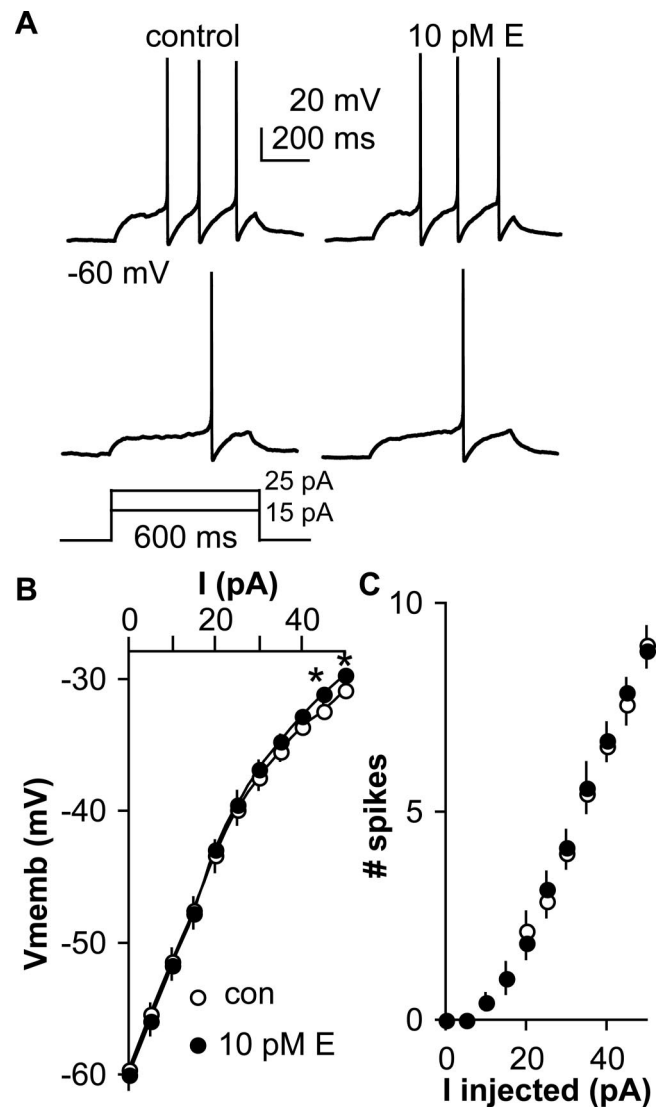 A
control
10 pM E
20 mV
200 ms
-60 mV
25 pA
15 pA
600 ms
B
I (pA)
0
20
40
*
*
-30
-40
-50
-60
Vmemb (mV)
con
10 pM E
C
10
5
0
# spikes
0
20
40
I injected (pA)